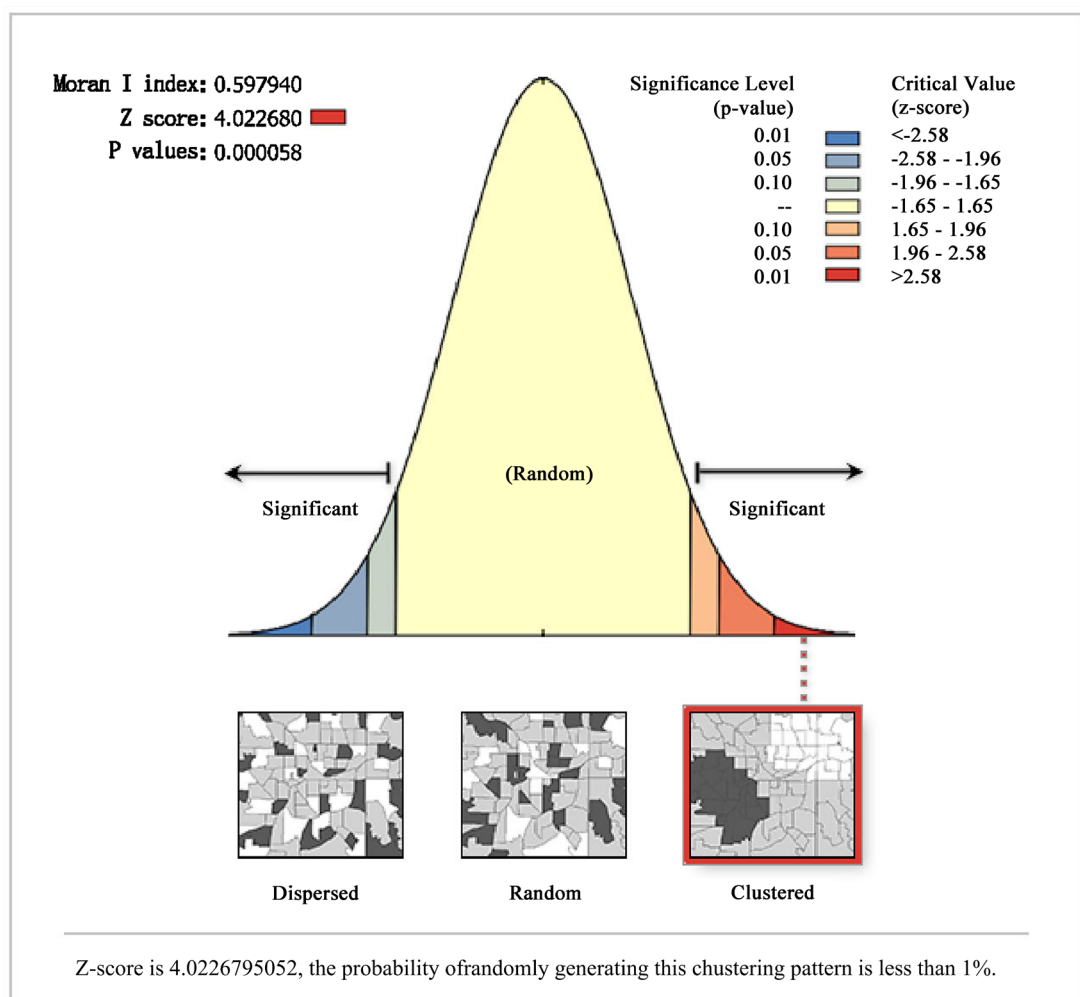 Moran I index: 0.597940
Z score: 4.022680
P values: 0.000058
Significance Level Critical Value
(p-value) (z-score)
0.01 <-2.58
0.05 -2.58 - -1.96
0.10 -1.96 - -1.65
-- -1.65 - 1.65
0.10 1.65 - 1.96
0.05 1.96 - 2.58
0.01 >2.58
(Random)
Significant Significant
Dispersed Random Clustered
Z-score is 4.0226795052, the probability ofrandomly generating this chustering pattern is less than 1%.